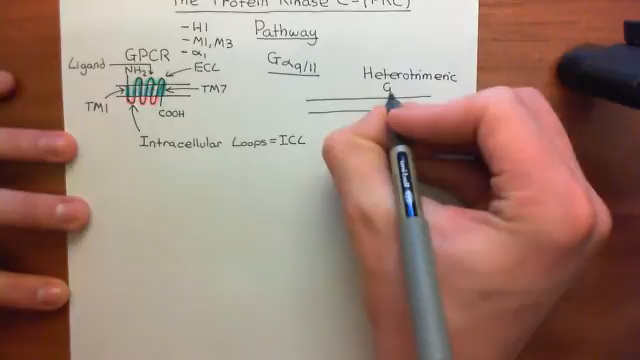 The Protein Kinase C-(PKC)
Pathway
- H1
- M1, M3
- α1
Gαq/11
GPCR
Ligand
NH2
ECL
TM7
TM1
COOH
Intracellular Loops = ICL
Heterotrimeric
G